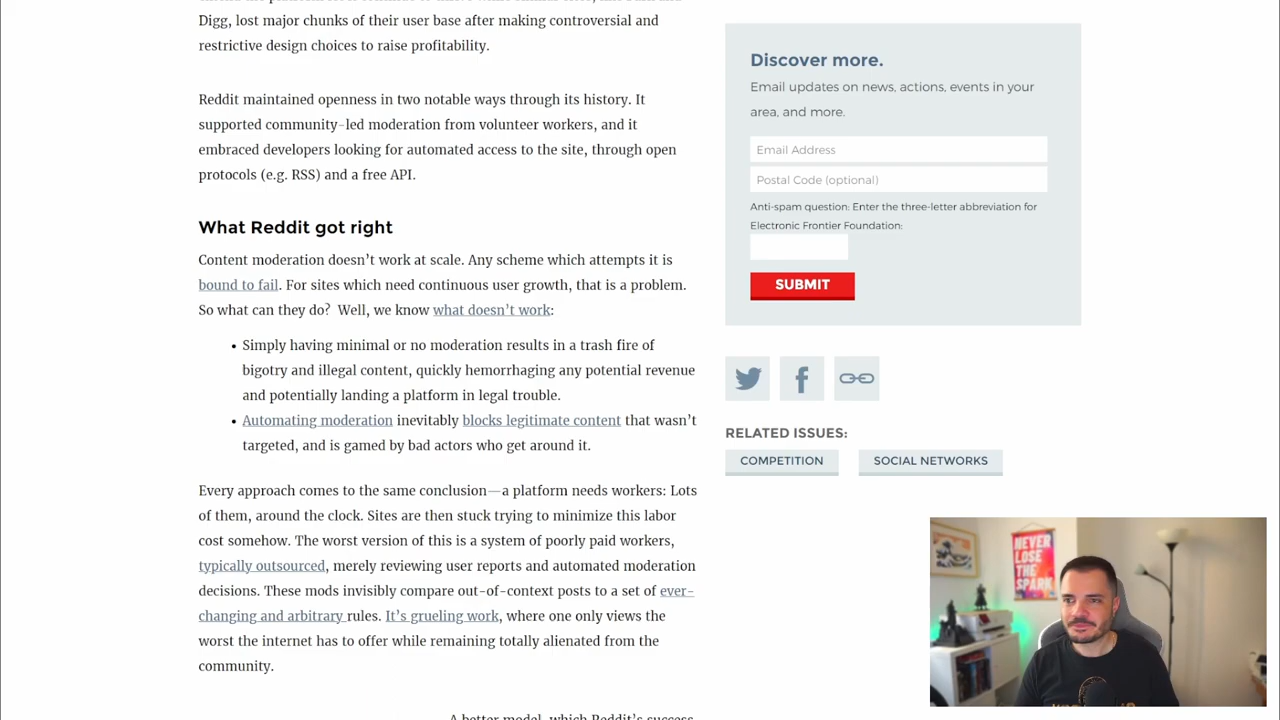 Digg, lost major chunks of their user base after making controversial and
restrictive design choices to raise profitability.
Reddit maintained openness in two notable ways through its history. It
supported community-led moderation from volunteer workers, and it
embraced developers looking for automated access to the site, through open
protocols (e.g. RSS) and a free API.
What Reddit got right
Content moderation doesn’t work at scale. Any scheme which attempts it is
bound to fail. For sites which need continuous user growth, that is a problem.
So what can they do?  Well, we know what doesn’t work:
• Simply having minimal or no moderation results in a trash fire of
bigotry and illegal content, quickly hemorrhaging any potential revenue
and potentially landing a platform in legal trouble.
• Automating moderation inevitably blocks legitimate content that wasn’t
targeted, and is gamed by bad actors who get around it.
Every approach comes to the same conclusion—a platform needs workers: Lots
of them, around the clock. Sites are then stuck trying to minimize this labor
cost somehow. The worst version of this is a system of poorly paid workers,
typically outsourced, merely reviewing user reports and automated moderation
decisions. These mods invisibly compare out-of-context posts to a set of ever-
changing and arbitrary rules. It’s grueling work, where one only views the
worst the internet has to offer while remaining totally alienated from the
community.
A better model, which Reddit’s success
Discover more.
Email updates on news, actions, events in your
area, and more.
Email Address
Postal Code (optional)
Anti-spam question: Enter the three-letter abbreviation for
Electronic Frontier Foundation:
SUBMIT
RELATED ISSUES:
COMPETITION
SOCIAL NETWORKS
NEVER
LOSE
THE
SPARK